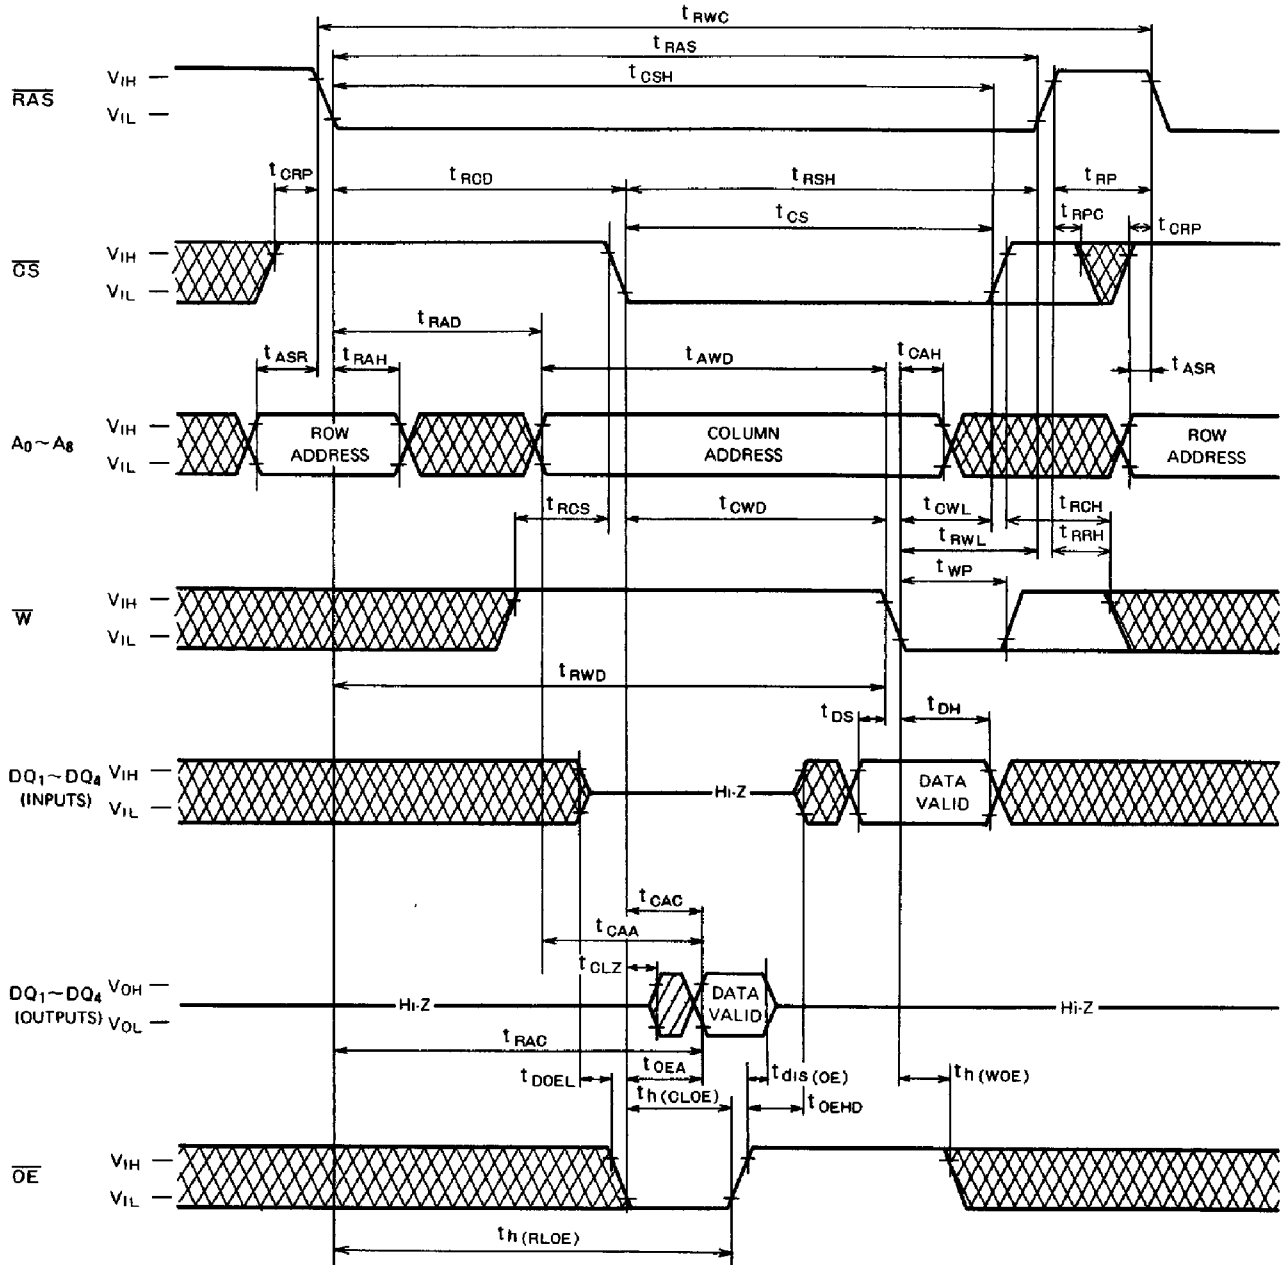 tRWC
tRAS
tCSH
RAS
VIH
VIL
tCRP
tRCD
tRSH
tRP
tCS
tRPC
tCRP
CS
VIH
VIL
tRAD
tASR
tRAH
tAWD
tCAH
tASR
A0~A8
VIH
VIL
ROW
ADDRESS
COLUMN
ADDRESS
ROW
ADDRESS
tRCS
tCWD
tCWL
tRCH
tRWL
tRRH
tWP
W
VIH
VIL
tRWD
tDS
tDH
DQ1~DQ4
(INPUTS)
VIH
VIL
Hi-Z
DATA
VALID
tCAC
tCAA
tCLZ
DQ1~DQ4
(OUTPUTS)
VOH
VOL
Hi-Z
DATA
VALID
Hi-Z
tRAC
tOEA
tDOEL
tdis(OE)
th(WOE)
th(CLOE)
tOEHD
OE
VIH
VIL
th(RLOE)